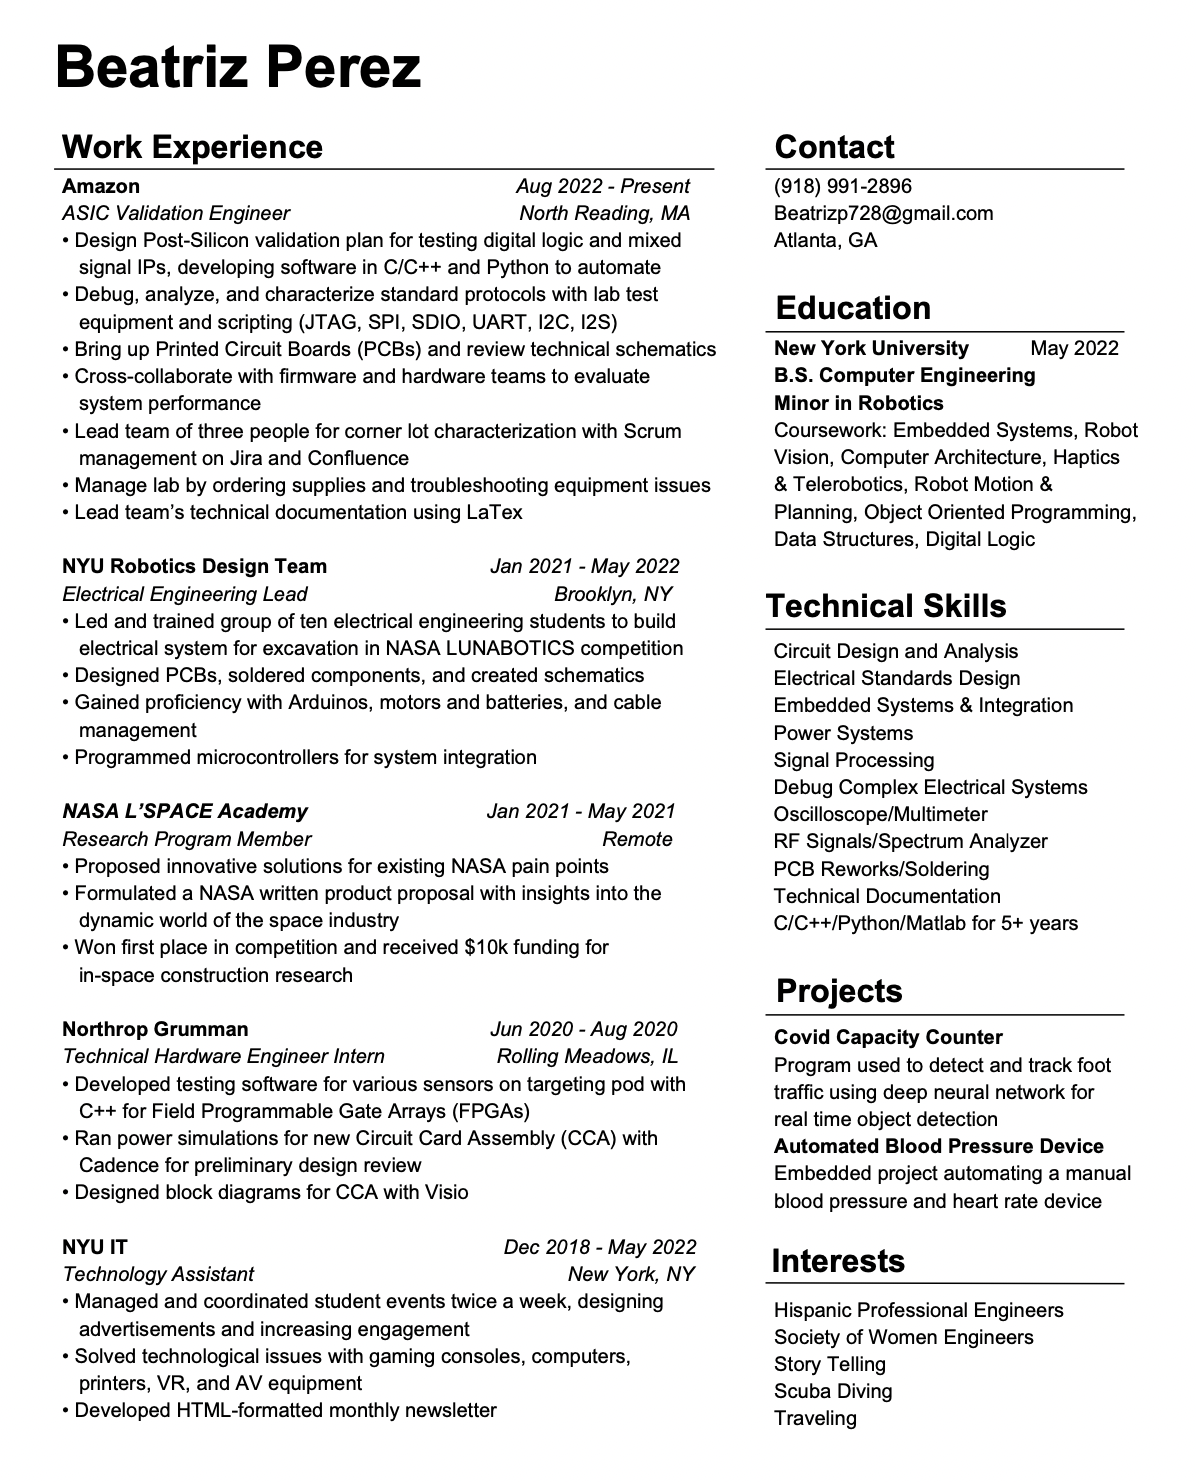 Beatriz Perez
Work Experience
Amazon Aug 2022 - Present
ASIC Validation Engineer North Reading, MA
• Design Post-Silicon validation plan for testing digital logic and mixed
signal IPs, developing software in C/C++ and Python to automate
• Debug, analyze, and characterize standard protocols with lab test
equipment and scripting (JTAG, SPI, SDIO, UART, I2C, I2S)
• Bring up Printed Circuit Boards (PCBs) and review technical schematics
• Cross-collaborate with firmware and hardware teams to evaluate
system performance
• Lead team of three people for corner lot characterization with Scrum
management on Jira and Confluence
• Manage lab by ordering supplies and troubleshooting equipment issues
• Lead team’s technical documentation using LaTex
NYU Robotics Design Team Jan 2021 - May 2022
Electrical Engineering Lead Brooklyn, NY
• Led and trained group of ten electrical engineering students to build
electrical system for excavation in NASA LUNABOTICS competition
• Designed PCBs, soldered components, and created schematics
• Gained proficiency with Arduinos, motors and batteries, and cable
management
• Programmed microcontrollers for system integration
NASA L’SPACE Academy Jan 2021 - May 2021
Research Program Member Remote
• Proposed innovative solutions for existing NASA pain points
• Formulated a NASA written product proposal with insights into the
dynamic world of the space industry
• Won first place in competition and received $10k funding for
in-space construction research
Northrop Grumman Jun 2020 - Aug 2020
Technical Hardware Engineer Intern Rolling Meadows, IL
• Developed testing software for various sensors on targeting pod with
C++ for Field Programmable Gate Arrays (FPGAs)
• Ran power simulations for new Circuit Card Assembly (CCA) with
Cadence for preliminary design review
• Designed block diagrams for CCA with Visio
NYU IT Dec 2018 - May 2022
Technology Assistant New York, NY
• Managed and coordinated student events twice a week, designing
advertisements and increasing engagement
• Solved technological issues with gaming consoles, computers,
printers, VR, and AV equipment
• Developed HTML-formatted monthly newsletter
Contact
(918) 991-2896
Beatrizp728@gmail.com
Atlanta, GA
Education
New York University May 2022
B.S. Computer Engineering
Minor in Robotics
Coursework: Embedded Systems, Robot
Vision, Computer Architecture, Haptics
& Telerobotics, Robot Motion &
Planning, Object Oriented Programming,
Data Structures, Digital Logic
Technical Skills
Circuit Design and Analysis
Electrical Standards Design
Embedded Systems & Integration
Power Systems
Signal Processing
Debug Complex Electrical Systems
Oscilloscope/Multimeter
RF Signals/Spectrum Analyzer
PCB Reworks/Soldering
Technical Documentation
C/C++/Python/Matlab for 5+ years
Projects
Covid Capacity Counter
Program used to detect and track foot
traffic using deep neural network for
real time object detection
Automated Blood Pressure Device
Embedded project automating a manual
blood pressure and heart rate device
Interests
Hispanic Professional Engineers
Society of Women Engineers
Story Telling
Scuba Diving
Traveling